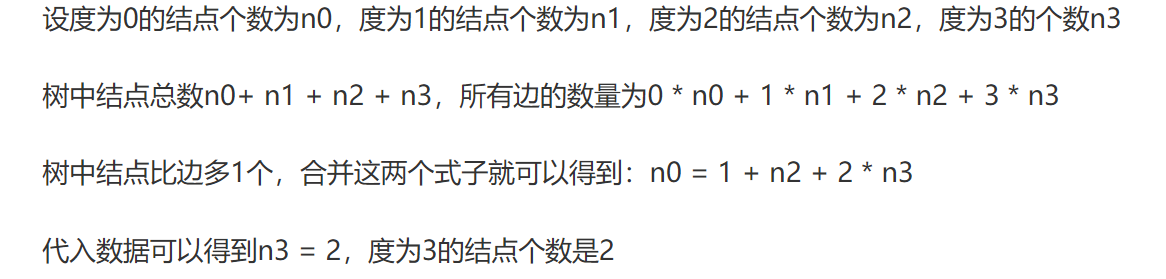 设度为0的结点个数为n0，度为1的结点个数为n1，度为2的结点个数为n2，度为3的个数n3
树中结点总数n0+ n1 + n2 + n3，所有边的数量为0 * n0 + 1 * n1 + 2 * n2 + 3 * n3
树中结点比边多1个，合并这两个式子就可以得到：n0 = 1 + n2 + 2 * n3
代入数据可以得到n3 = 2，度为3的结点个数是2